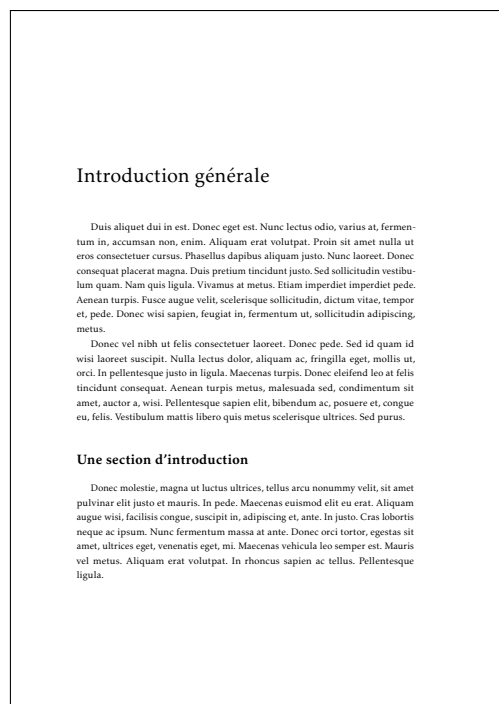 Introduction générale
Duis aliquet dui in est. Donec eget est. Nunc lectus odio, varius at, fermen-
tum in, accumsan non, enim. Aliquam erat volutpat. Proin sit amet nulla ut
eros consectetuer cursus. Phasellus dapibus aliquam justo. Nunc laoreet. Donec
consequat placerat magna. Duis pretium tincidunt justo. Sed sollicitudin vestibu-
lum quam. Nam quis ligula. Vivamus at metus. Etiam imperdiet imperdiet pede.
Aenean turpis. Fusce augue velit, scelerisque sollicitudin, dictum vitae, tempor
et, pede. Donec wisi sapien, feugiat in, fermentum ut, sollicitudin adipiscing,
metus.
Donec vel nibh ut felis consectetuer laoreet. Donec pede. Sed id quam id
wisi laoreet suscipit. Nulla lectus dolor, aliquam ac, fringilla eget, mollis ut,
orci. In pellentesque justo in ligula. Maecenas turpis. Donec eleifend leo at felis
tincidunt consequat. Aenean turpis metus, malesuada sed, condimentum sit
amet, auctor a, wisi. Pellentesque sapien elit, bibendum ac, posuere et, congue
eu, felis. Vestibulum mattis libero quis metus scelerisque ultrices. Sed purus.
Une section d’introduction
Donec molestie, magna ut luctus ultrices, tellus arcu nonummy velit, sit amet
pulvinar elit justo et mauris. In pede. Maecenas euismod elit eu erat. Aliquam
augue wisi, facilisis congue, suscipit in, adipiscing et, ante. In justo. Cras lobortis
neque ac ipsum. Nunc fermentum massa at ante. Donec orci tortor, egestas sit
amet, ultrices eget, venenatis eget, mi. Maecenas vehicula leo semper est. Mauris
vel metus. Aliquam erat volutpat. In rhoncus sapien ac tellus. Pellentesque
ligula.